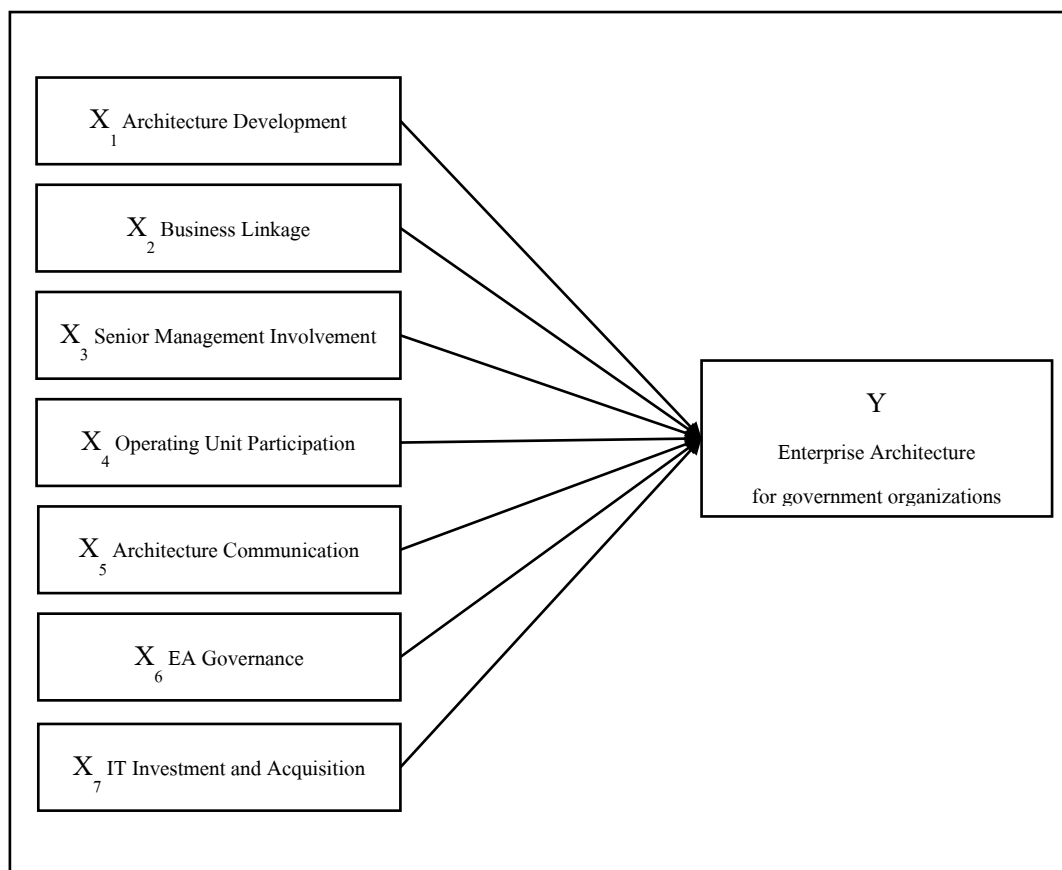 X1 Architecture Development
X2 Business Linkage
X3 Senior Management Involvement
X4 Operating Unit Participation
X5 Architecture Communication
X6 EA Governance
X7 IT Investment and Acquisition
Y
Enterprise Architecture
for government organizations